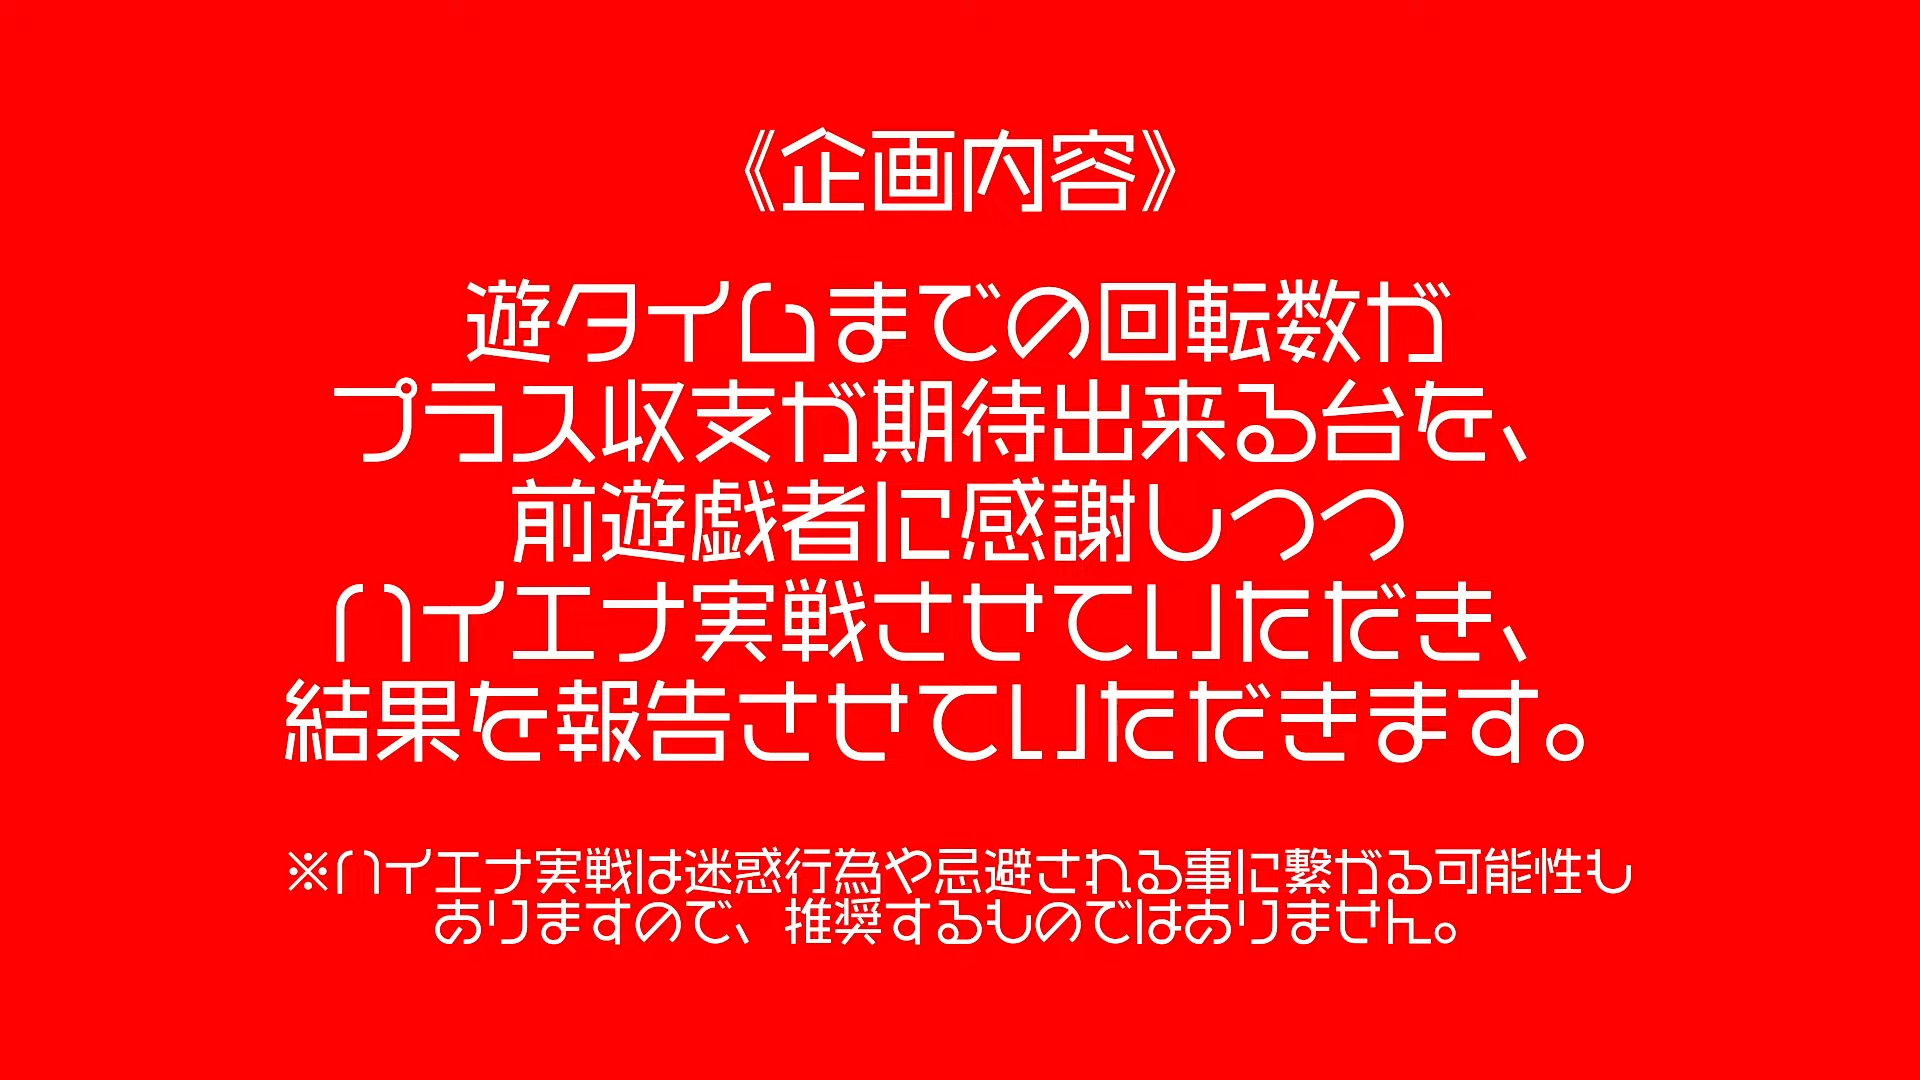 《企画内容》
遊タイムまでの回転数が
プラス収支が期待出来る台を、
前遊戯者に感謝しつつ
ハイエナ実戦させていただき、
結果を報告させていただきます。
※ハイエナ実戦は迷惑行為や忌避される事に繋がる可能性も
ありますので、推奨するものではありません。